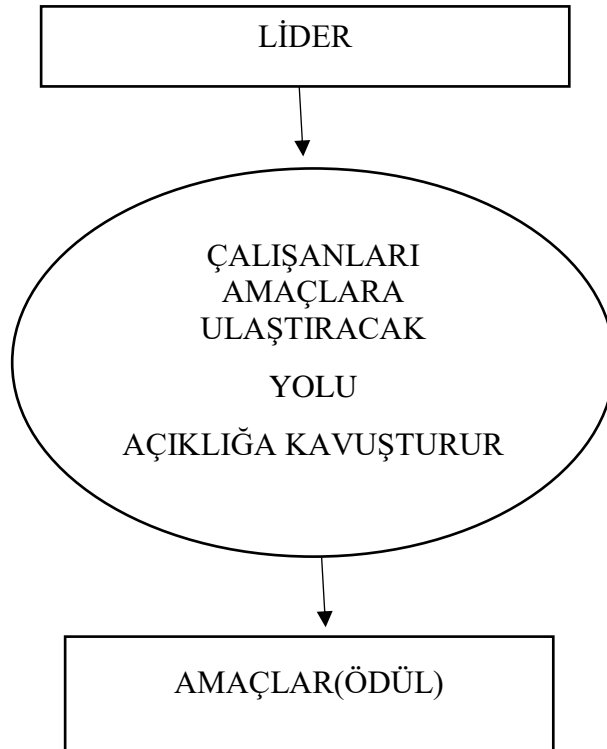 LİDER
ÇALIŞANLARI
AMAÇLARA
ULAŞTIRACAK
YOLU
AÇIKLIĞA KAVUŞTURUR
AMAÇLAR(ÖDÜL)